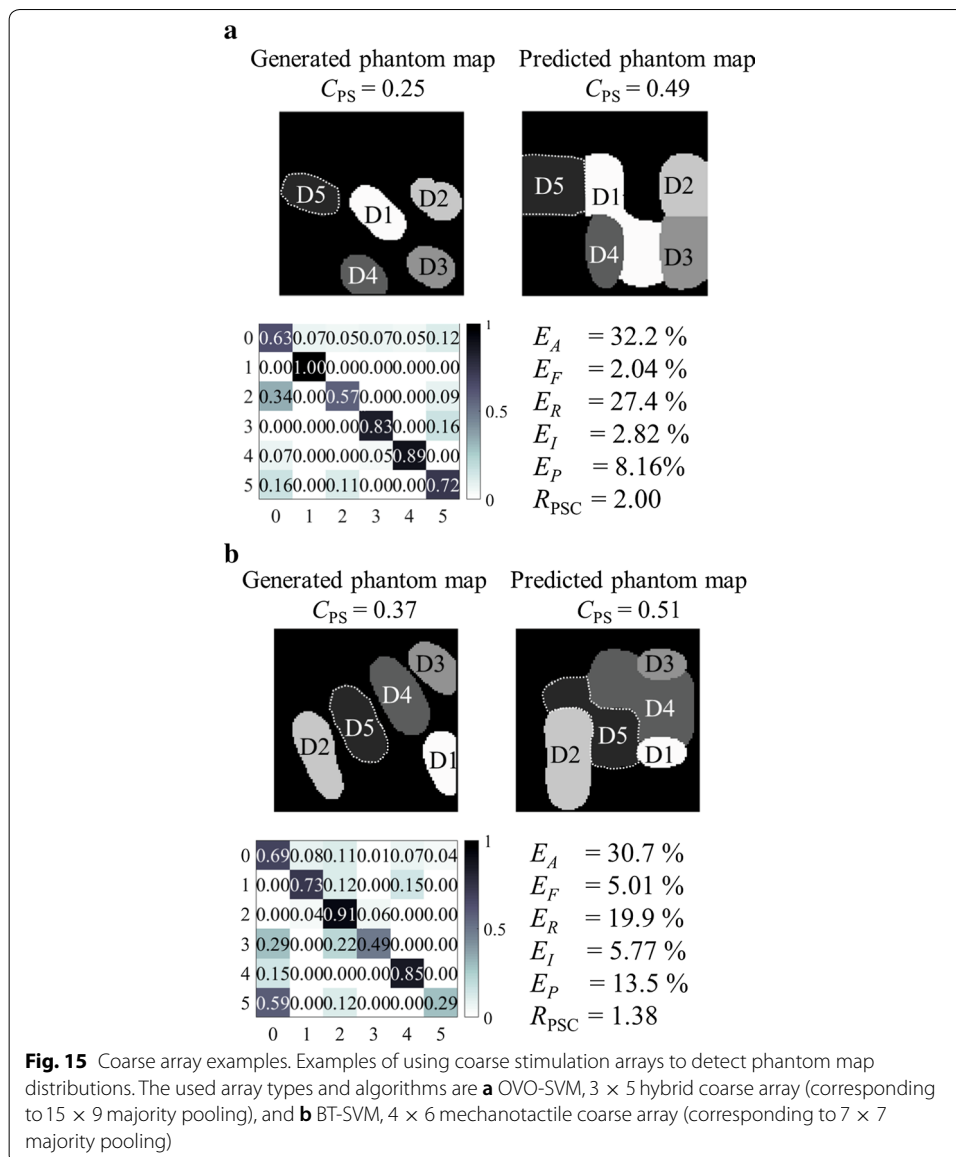 a
Generated phantom map Predicted phantom map
C_PS = 0.25 C_PS = 0.49
D5 D1 D2 D4 D3
D5 D1 D2 D4 D3
0 0.63 0.07 0.05 0.07 0.05 0.12
1 0.00 1.00 0.00 0.00 0.00 0.00
2 0.34 0.00 0.57 0.00 0.00 0.09
3 0.00 0.00 0.00 0.83 0.00 0.16
4 0.07 0.00 0.00 0.05 0.89 0.00
5 0.16 0.00 0.11 0.00 0.00 0.72
0 1 2 3 4 5
1
0.5
0
E_A = 32.2 %
E_F = 2.04 %
E_R = 27.4 %
E_I = 2.82 %
E_P = 8.16%
R_PSC = 2.00
b
Generated phantom map Predicted phantom map
C_PS = 0.37 C_PS = 0.51
D3 D4 D5 D2 D1
D3 D4 D5 D2 D1
0 0.69 0.08 0.11 0.01 0.07 0.04
1 0.00 0.73 0.12 0.00 0.15 0.00
2 0.00 0.04 0.91 0.06 0.00 0.00
3 0.29 0.00 0.22 0.49 0.00 0.00
4 0.15 0.00 0.00 0.00 0.85 0.00
5 0.59 0.00 0.12 0.00 0.00 0.29
0 1 2 3 4 5
1
0.5
0
E_A = 30.7 %
E_F = 5.01 %
E_R = 19.9 %
E_I = 5.77 %
E_P = 13.5 %
R_PSC = 1.38
Fig. 15 Coarse array examples. Examples of using coarse stimulation arrays to detect phantom map
distributions. The used array types and algorithms are a OVO-SVM, 3 × 5 hybrid coarse array (corresponding
to 15 × 9 majority pooling), and b BT-SVM, 4 × 6 mechanotactile coarse array (corresponding to 7 × 7
majority pooling)